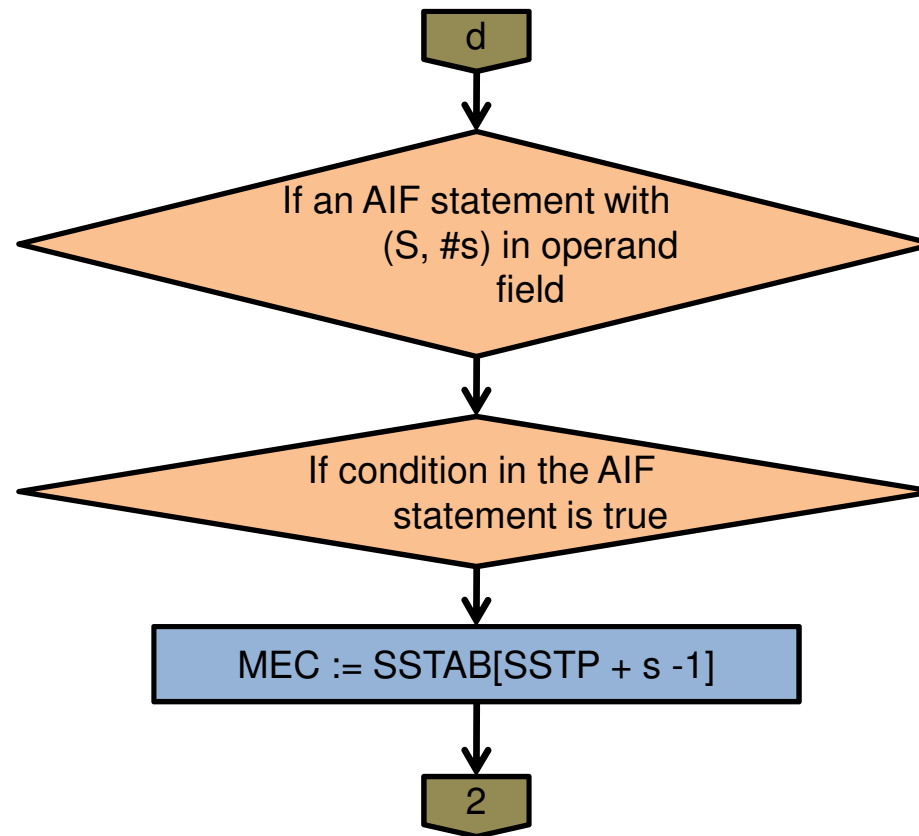 d
If an AIF statement with
(S, #s) in operand
field
If condition in the AIF
statement is true
MEC := SSTAB[SSTP + s -1]
2